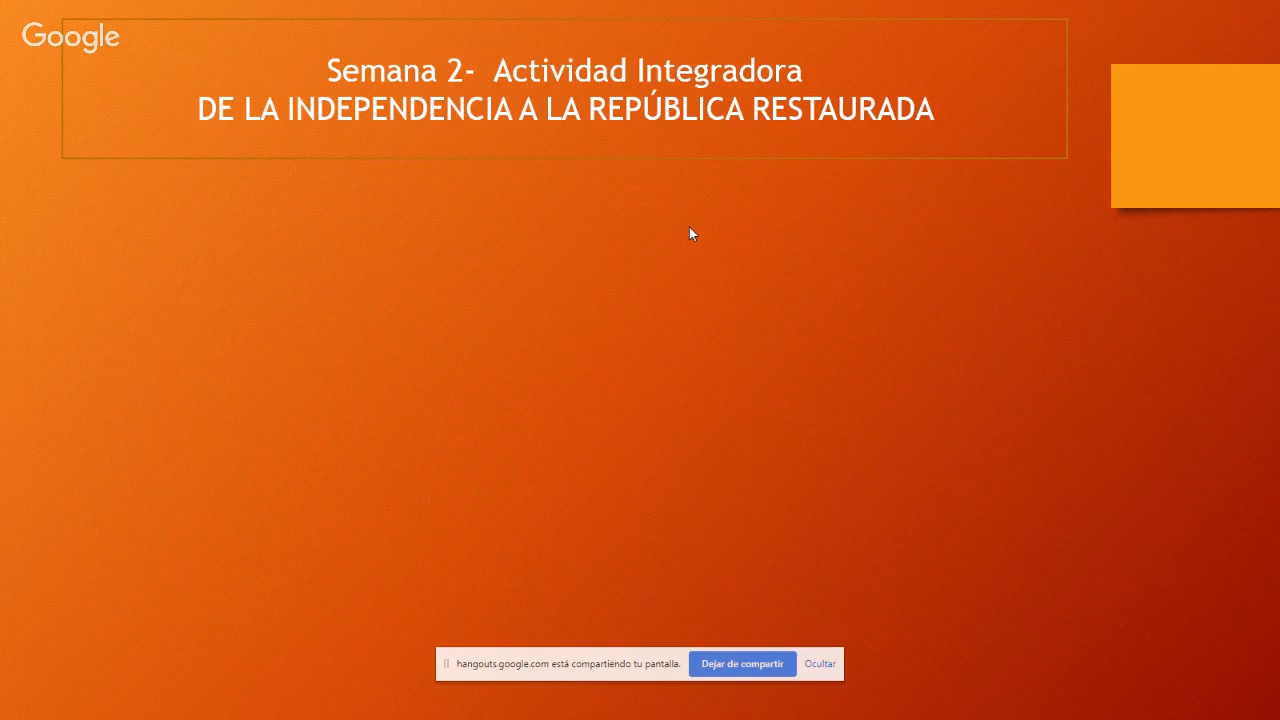 Google
Semana 2- Actividad Integradora
DE LA INDEPENDENCIA A LA REPÚBLICA RESTAURADA
hangouts.google.com está compartiendo tu pantalla. Dejar de compartir Ocultar